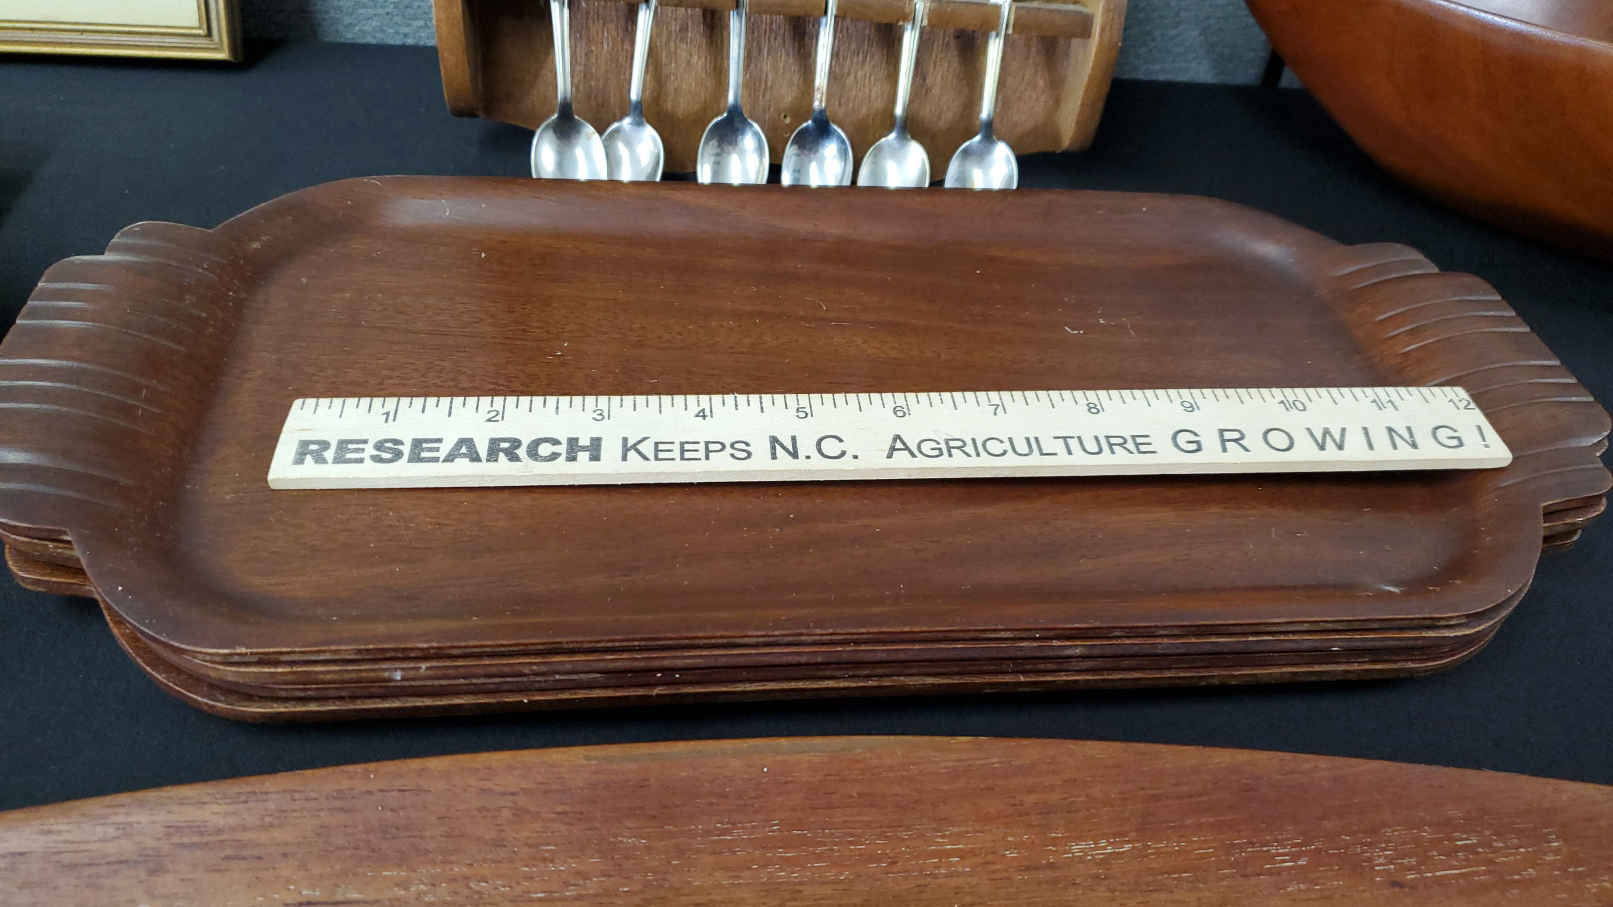 1 2 3 4 5 6 7 8 9 10 11 12
RESEARCH KEEPS N.C. AGRICULTURE GROWING!